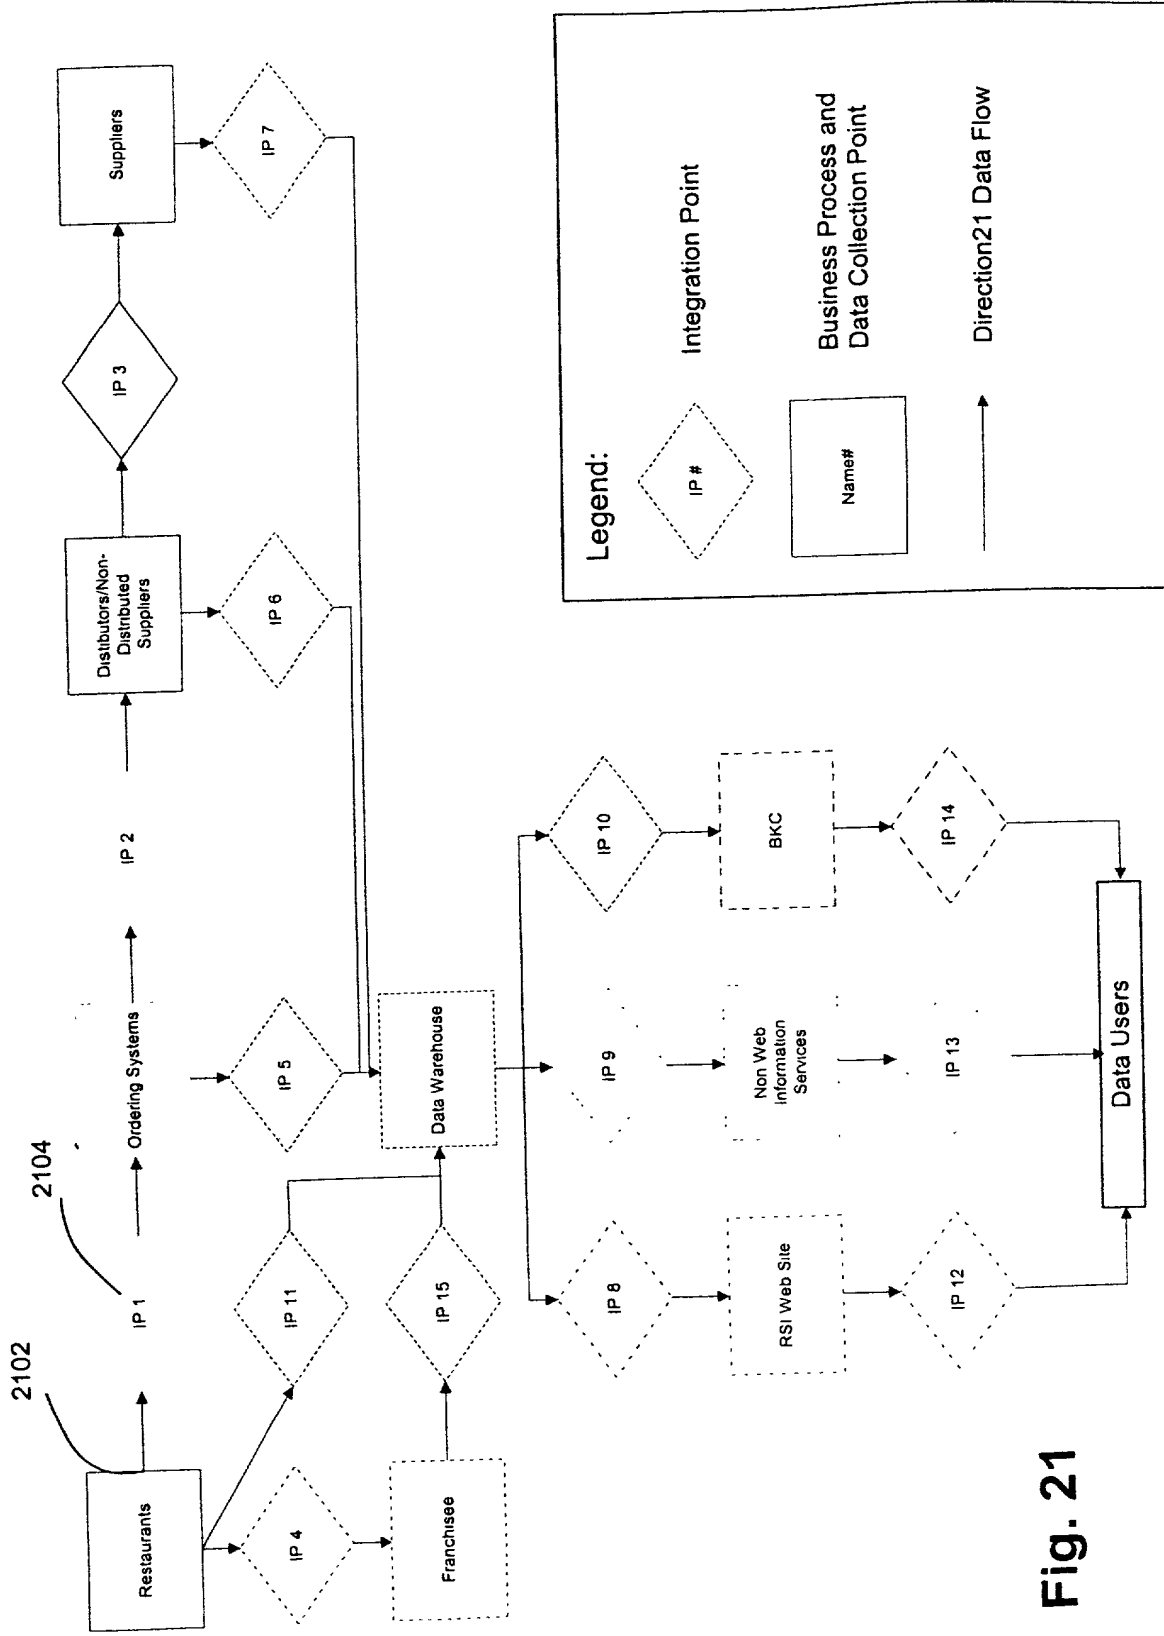 2102
2104
Restaurants
IP 1
Ordering Systems
IP 2
Distibutors/Non-
Distributed
Suppliers
IP 3
Suppliers
IP 4
IP 11
IP 5
IP 6
IP 7
Franchisee
IP 15
Data Warehouse
IP 8
IP 9
IP 10
RSI Web Site
Non Web
Information
Services
BKC
IP 12
IP 13
IP 14
Data Users
Legend:
IP #
Integration Point
Name#
Business Process and
Data Collection Point
Direction21 Data Flow
Fig. 21